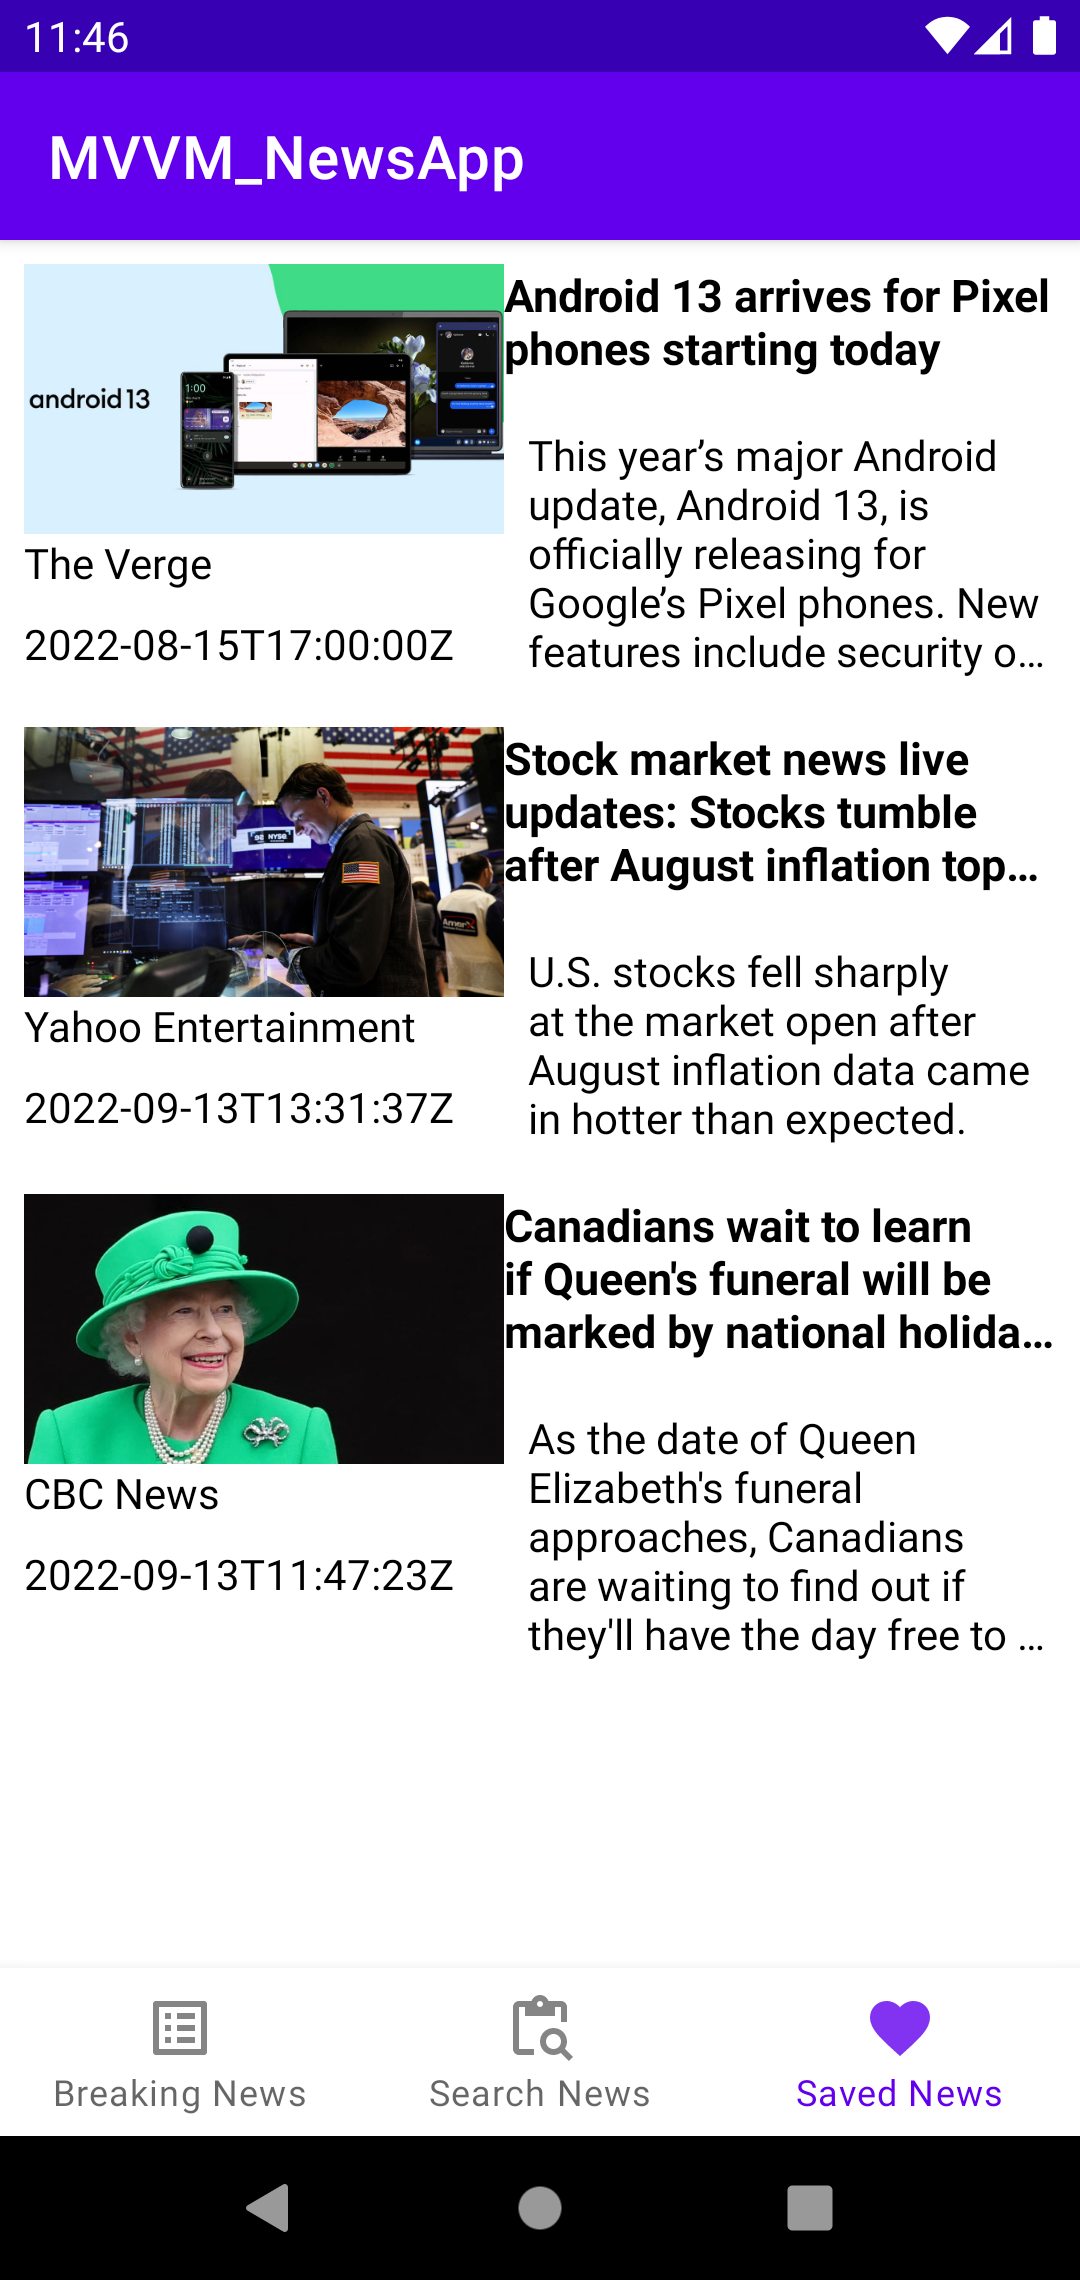 11:46
MVVM_NewsApp
android 13
1:00
Android 13 arrives for Pixel
phones starting today
This year’s major Android
update, Android 13, is
officially releasing for
Google’s Pixel phones. New
features include security o…
The Verge
2022-08-15T17:00:00Z
NYSE
Stock market news live
updates: Stocks tumble
after August inflation top…
U.S. stocks fell sharply
at the market open after
August inflation data came
in hotter than expected.
Yahoo Entertainment
2022-09-13T13:31:37Z
Canadians wait to learn
if Queen's funeral will be
marked by national holida…
As the date of Queen
Elizabeth's funeral
approaches, Canadians
are waiting to find out if
they'll have the day free to …
CBC News
2022-09-13T11:47:23Z
Breaking News
Search News
Saved News